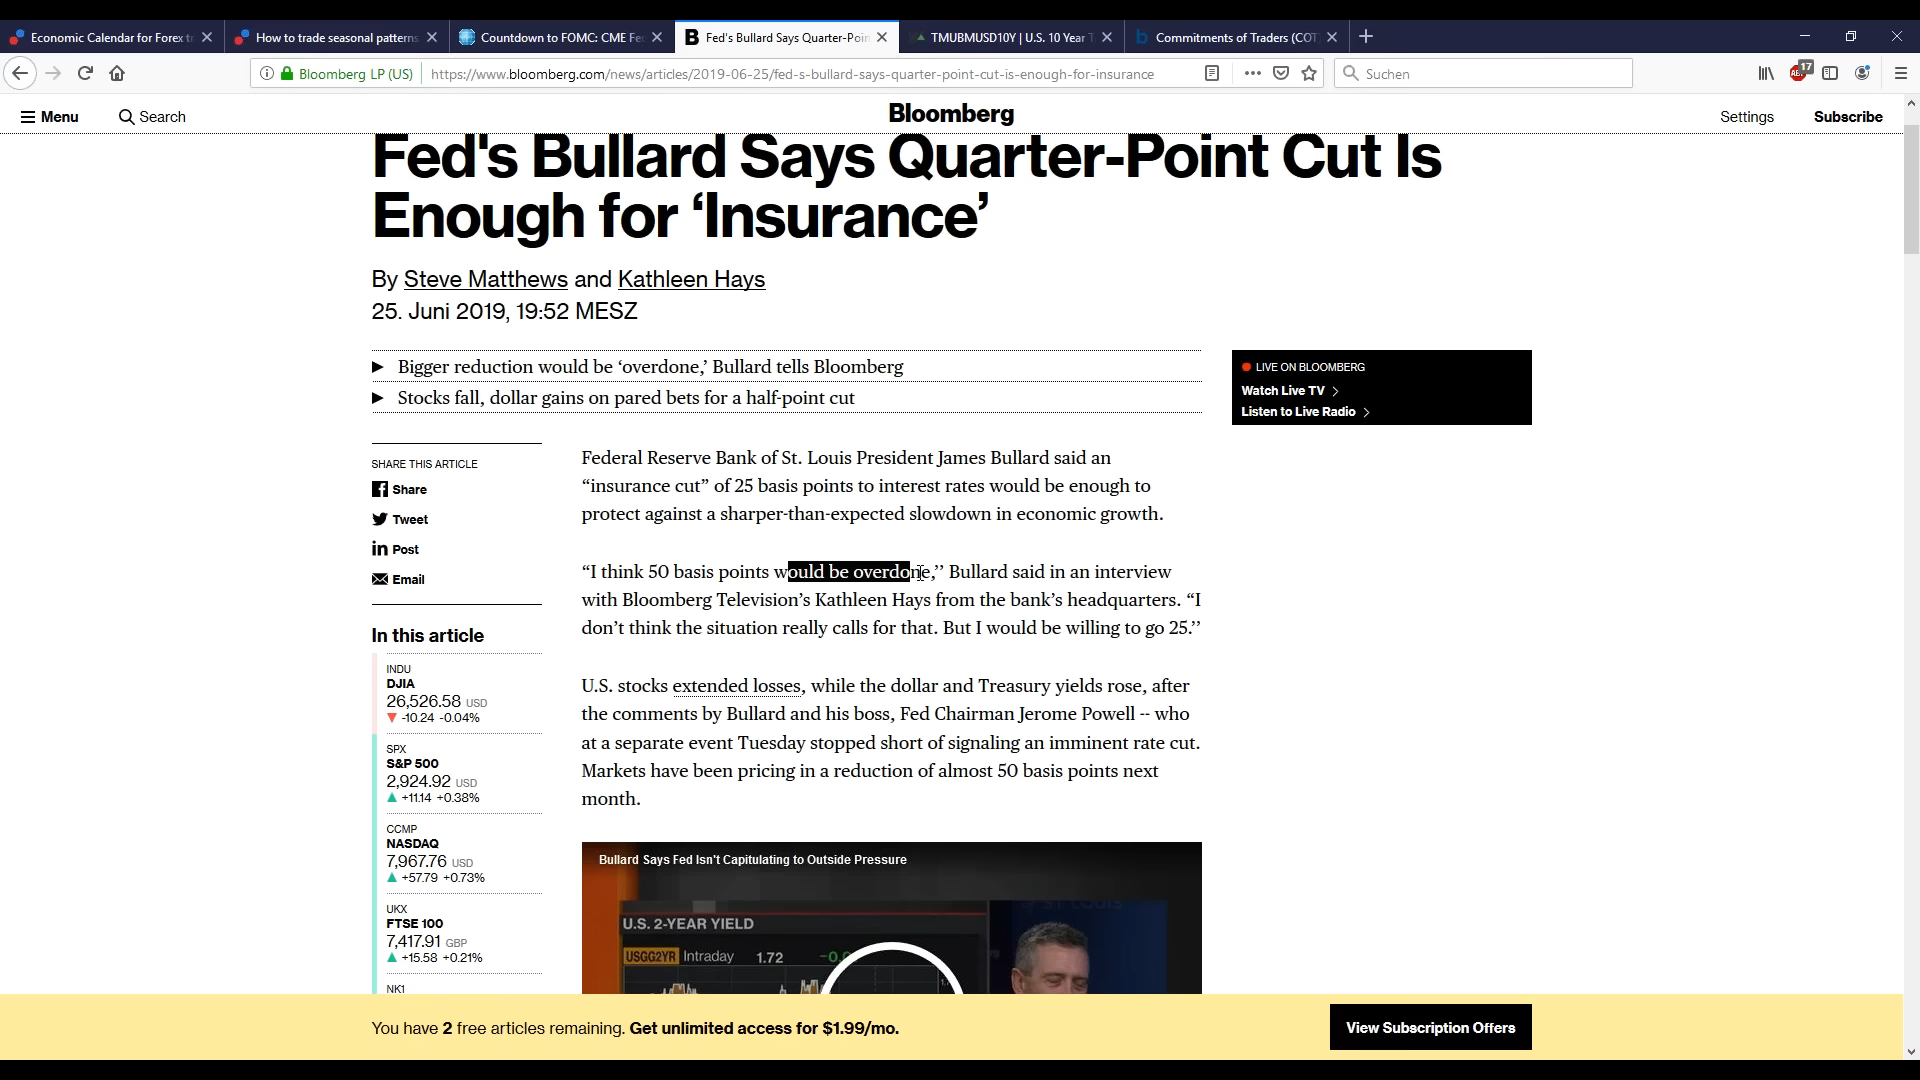 Economic Calendar for Forex tr
How to trade seasonal patterns
Countdown to FOMC: CME Fe
Fed's Bullard Says Quarter-Poin
TMUBMUSD10Y | U.S. 10 Year T
Commitments of Traders (COT
Bloomberg LP (US)
https://www.bloomberg.com/news/articles/2019-06-25/fed-s-bullard-says-quarter-point-cut-is-enough-for-insurance
Suchen
17
Menu
Search
Bloomberg
Settings
Subscribe
Fed's Bullard Says Quarter-Point Cut Is
Enough for ‘Insurance’
By Steve Matthews and Kathleen Hays
25. Juni 2019, 19:52 MESZ
Bigger reduction would be ‘overdone,’ Bullard tells Bloomberg
Stocks fall, dollar gains on pared bets for a half-point cut
LIVE ON BLOOMBERG
Watch Live TV
Listen to Live Radio
SHARE THIS ARTICLE
Share
Tweet
Post
Email
In this article
INDU
DJIA
26,526.58 USD
▼ -10.24 -0.04%
SPX
S&P 500
2,924.92 USD
▲ +11.14 +0.38%
CCMP
NASDAQ
7,967.76 USD
▲ +57.79 +0.73%
UKX
FTSE 100
7,417.91 GBP
▲ +15.58 +0.21%
NK1
Federal Reserve Bank of St. Louis President James Bullard said an
“insurance cut” of 25 basis points to interest rates would be enough to
protect against a sharper-than-expected slowdown in economic growth.
“I think 50 basis points would be overdone,’’ Bullard said in an interview
with Bloomberg Television’s Kathleen Hays from the bank’s headquarters. “I
don’t think the situation really calls for that. But I would be willing to go 25.’’
U.S. stocks extended losses, while the dollar and Treasury yields rose, after
the comments by Bullard and his boss, Fed Chairman Jerome Powell -- who
at a separate event Tuesday stopped short of signaling an imminent rate cut.
Markets have been pricing in a reduction of almost 50 basis points next
month.
Bullard Says Fed Isn't Capitulating to Outside Pressure
U.S. 2-YEAR YIELD
USGG2YR Intraday 1.72
You have 2 free articles remaining. Get unlimited access for $1.99/mo.
View Subscription Offers